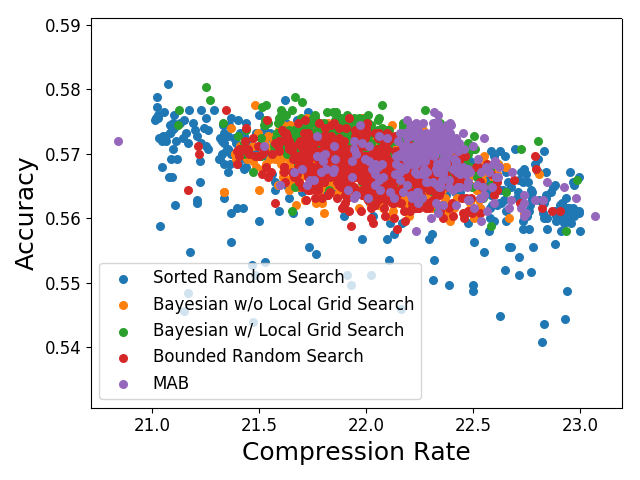 0.59
0.58
0.57
0.56
0.55
0.54
Accuracy
Sorted Random Search
Bayesian w/o Local Grid Search
Bayesian w/ Local Grid Search
Bounded Random Search
MAB
21.0 21.5 22.0 22.5 23.0
Compression Rate